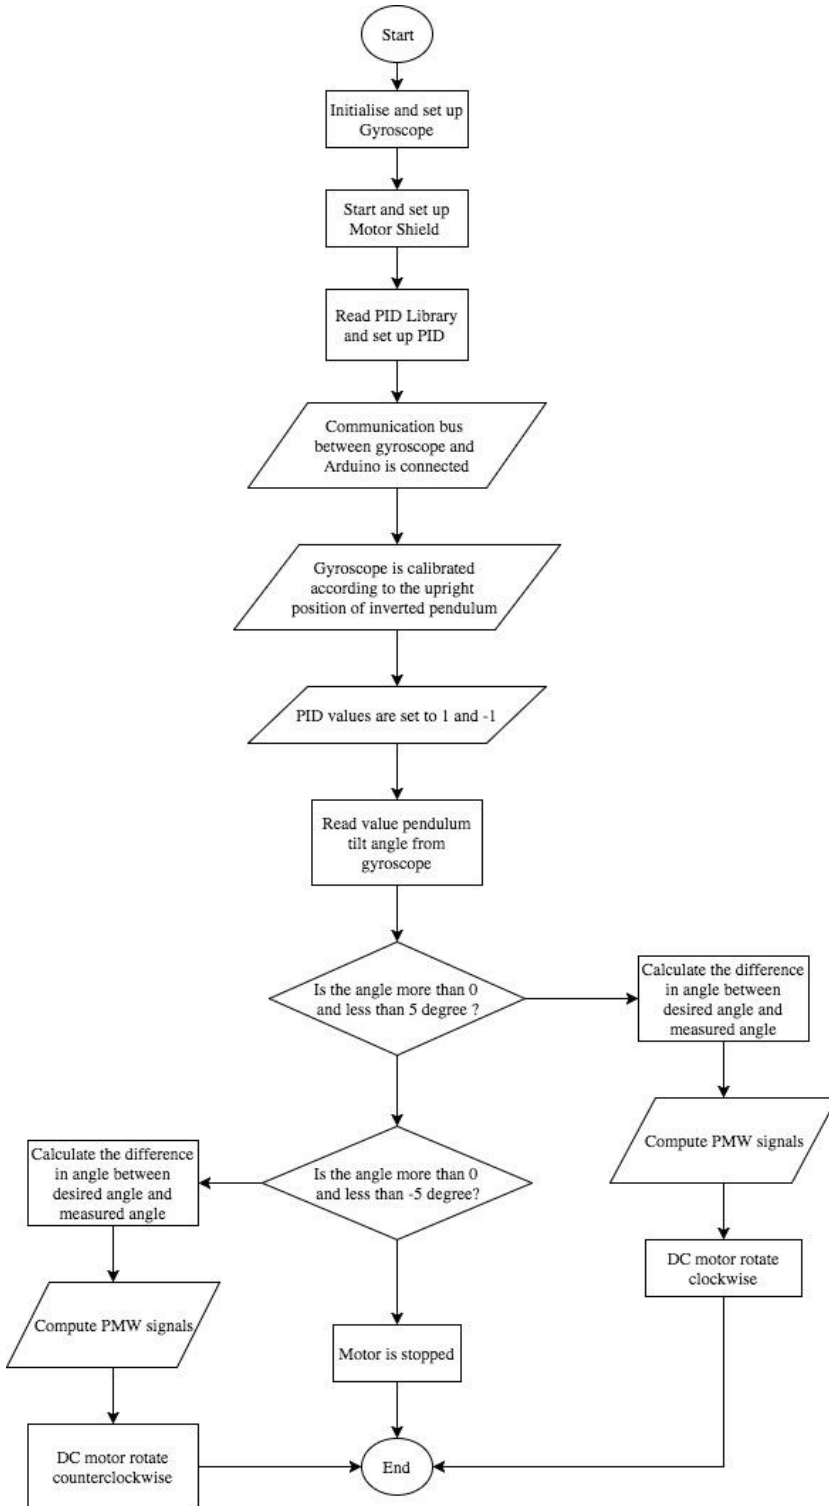 Start
Initialise and set up
Gyroscope
Start and set up
Motor Shield
Read PID Library
and set up PID
Communication bus
between gyroscope and
Arduino is connected
Gyroscope is calibrated
according to the upright
position of inverted pendulum
PID values are set to 1 and -1
Read value pendulum
tilt angle from
gyroscope
Is the angle more than 0
and less than 5 degree ?
Calculate the difference
in angle between
desired angle and
measured angle
Compute PMW signals
DC motor rotate
clockwise
Is the angle more than 0
and less than -5 degree?
Calculate the difference
in angle between
desired angle and
measured angle
Compute PMW signals
DC motor rotate
counterclockwise
Motor is stopped
End